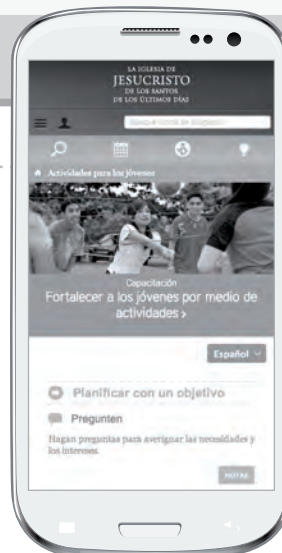 LA IGLESIA DE
JESUCRISTO
DE LOS SANTOS
DE LOS ÚLTIMOS DÍAS
Actividades para los jóvenes
Capacitación
Fortalecer a los jóvenes por medio de
actividades ›
Español
Planificar con un objetivo
Pregunten
Hagan preguntas para averiguar las necesidades y
los intereses.
NOTAS